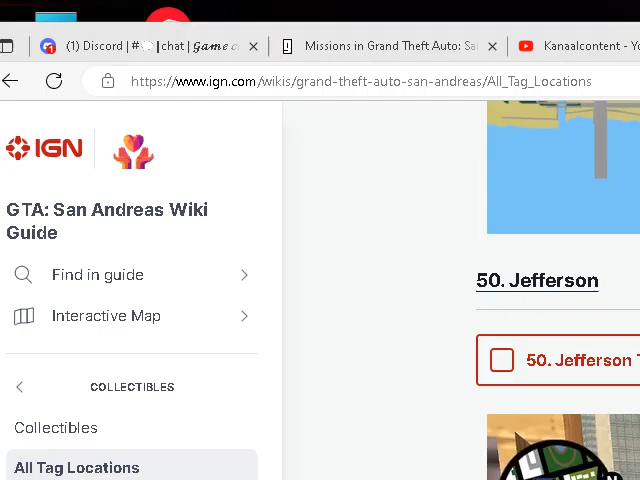 (1) Discord | #💬|chat | 𝓖𝓪𝓶𝓮 𝓬
Missions in Grand Theft Auto: Sa
Kanaalcontent - Yo
https://www.ign.com/wikis/grand-theft-auto-san-andreas/All_Tag_Locations
IGN
GTA: San Andreas Wiki
Guide
Find in guide
Interactive Map
COLLECTIBLES
Collectibles
All Tag Locations
50. Jefferson
50. Jefferson T
N